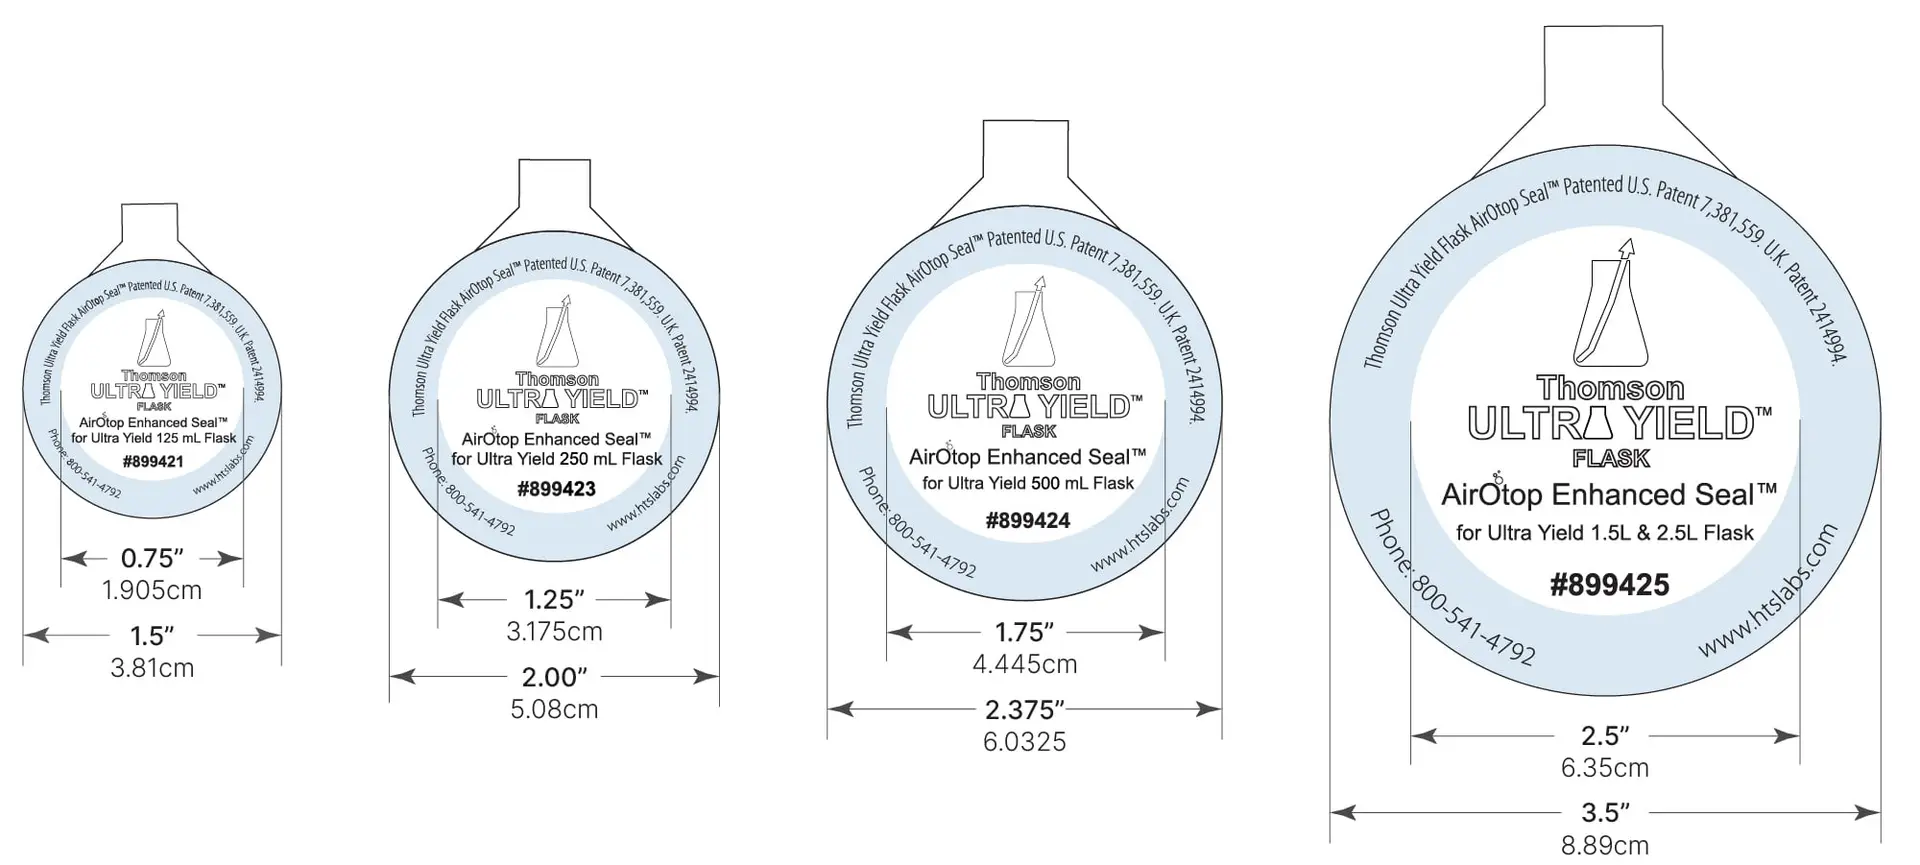 Thomson Ultra Yield Flask AirOtop Seal™ Patented U.S. Patent 7,381,559. U.K. Patent 2414994.
Thomson
ULTRA YIELD™
FLASK
AirOtop Enhanced Seal™
for Ultra Yield 125 mL Flask
#899421
Phone: 800-541-4792
www.htslabs.com
0.75”
1.905cm
1.5”
3.81cm
Thomson Ultra Yield Flask AirOtop Seal™ Patented U.S. Patent 7,381,559. U.K. Patent 2414994.
Thomson
ULTRA YIELD™
FLASK
AirOtop Enhanced Seal™
for Ultra Yield 250 mL Flask
#899423
Phone: 800-541-4792
www.htslabs.com
1.25”
3.175cm
2.00”
5.08cm
Thomson Ultra Yield Flask AirOtop Seal™ Patented U.S. Patent 7,381,559. U.K. Patent 2414994.
Thomson
ULTRA YIELD™
FLASK
AirOtop Enhanced Seal™
for Ultra Yield 500 mL Flask
#899424
Phone: 800-541-4792
www.htslabs.com
1.75”
4.445cm
2.375”
6.0325
Thomson Ultra Yield Flask AirOtop Seal™ Patented U.S. Patent 7,381,559. U.K. Patent 2414994.
Thomson
ULTRA YIELD™
FLASK
AirOtop Enhanced Seal™
for Ultra Yield 1.5L & 2.5L Flask
#899425
Phone: 800-541-4792
www.htslabs.com
2.5”
6.35cm
3.5”
8.89cm